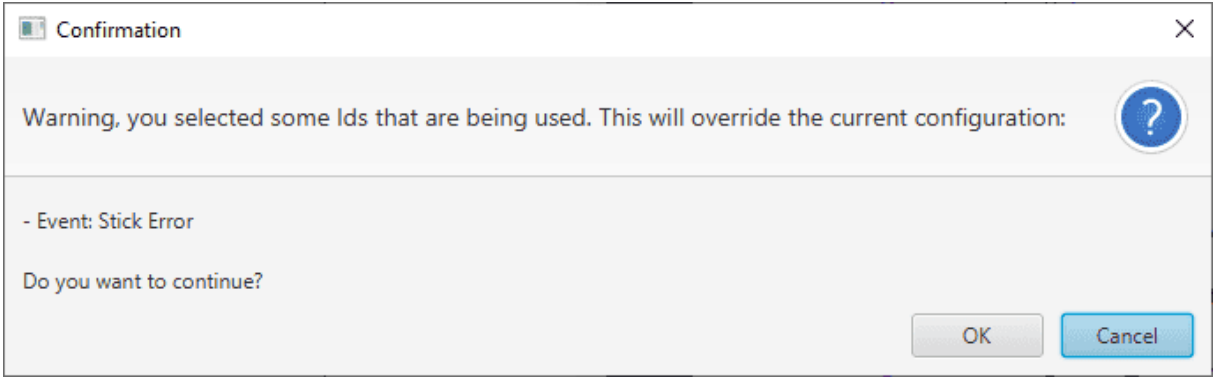 Confirmation
Warning, you selected some Ids that are being used. This will override the current configuration:
?
- Event: Stick Error
Do you want to continue?
OK
Cancel